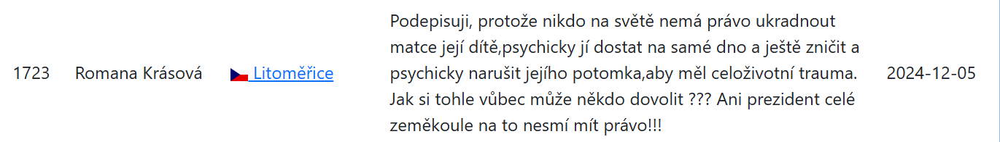 Podepisuji, protože nikdo na světě nemá právo ukradnout
matce její dítě,psychicky jí dostat na samé dno a ještě zničit a
1723 Romana Krásová Litoměřice psychicky narušit jejího potomka,aby měl celoživotní trauma. 2024-12-05
Jak si tohle vůbec může někdo dovolit ??? Ani prezident celé
zeměkoule na to nesmí mít právo!!!